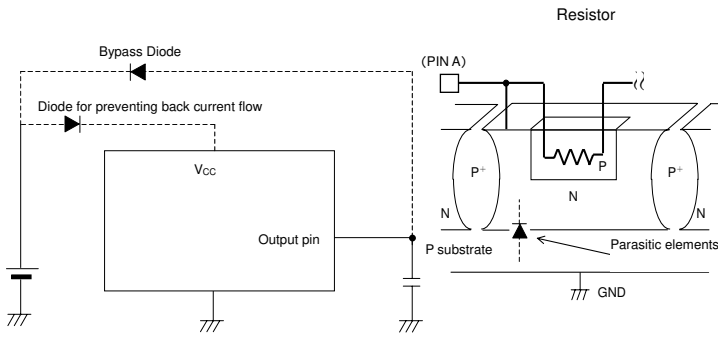 Resistor
Bypass Diode
(PIN A)
Diode for preventing back current flow
VCC
P+
P
P+
N
N
N
Output pin
P substrate
Parasitic elements
GND